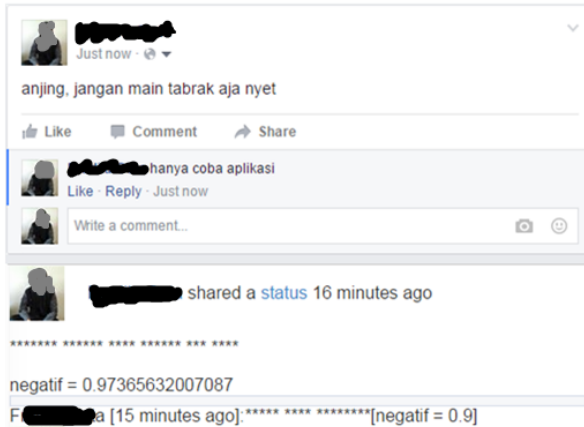 Just now
anjing, jangan main tabrak aja nyet
Like Comment Share
hanya coba aplikasi
Like · Reply · Just now
Write a comment...
shared a status 16 minutes ago
******* ****** **** ****** *** ****
negatif = 0.97365632007087
a [15 minutes ago]:***** **** ********[negatif = 0.9]